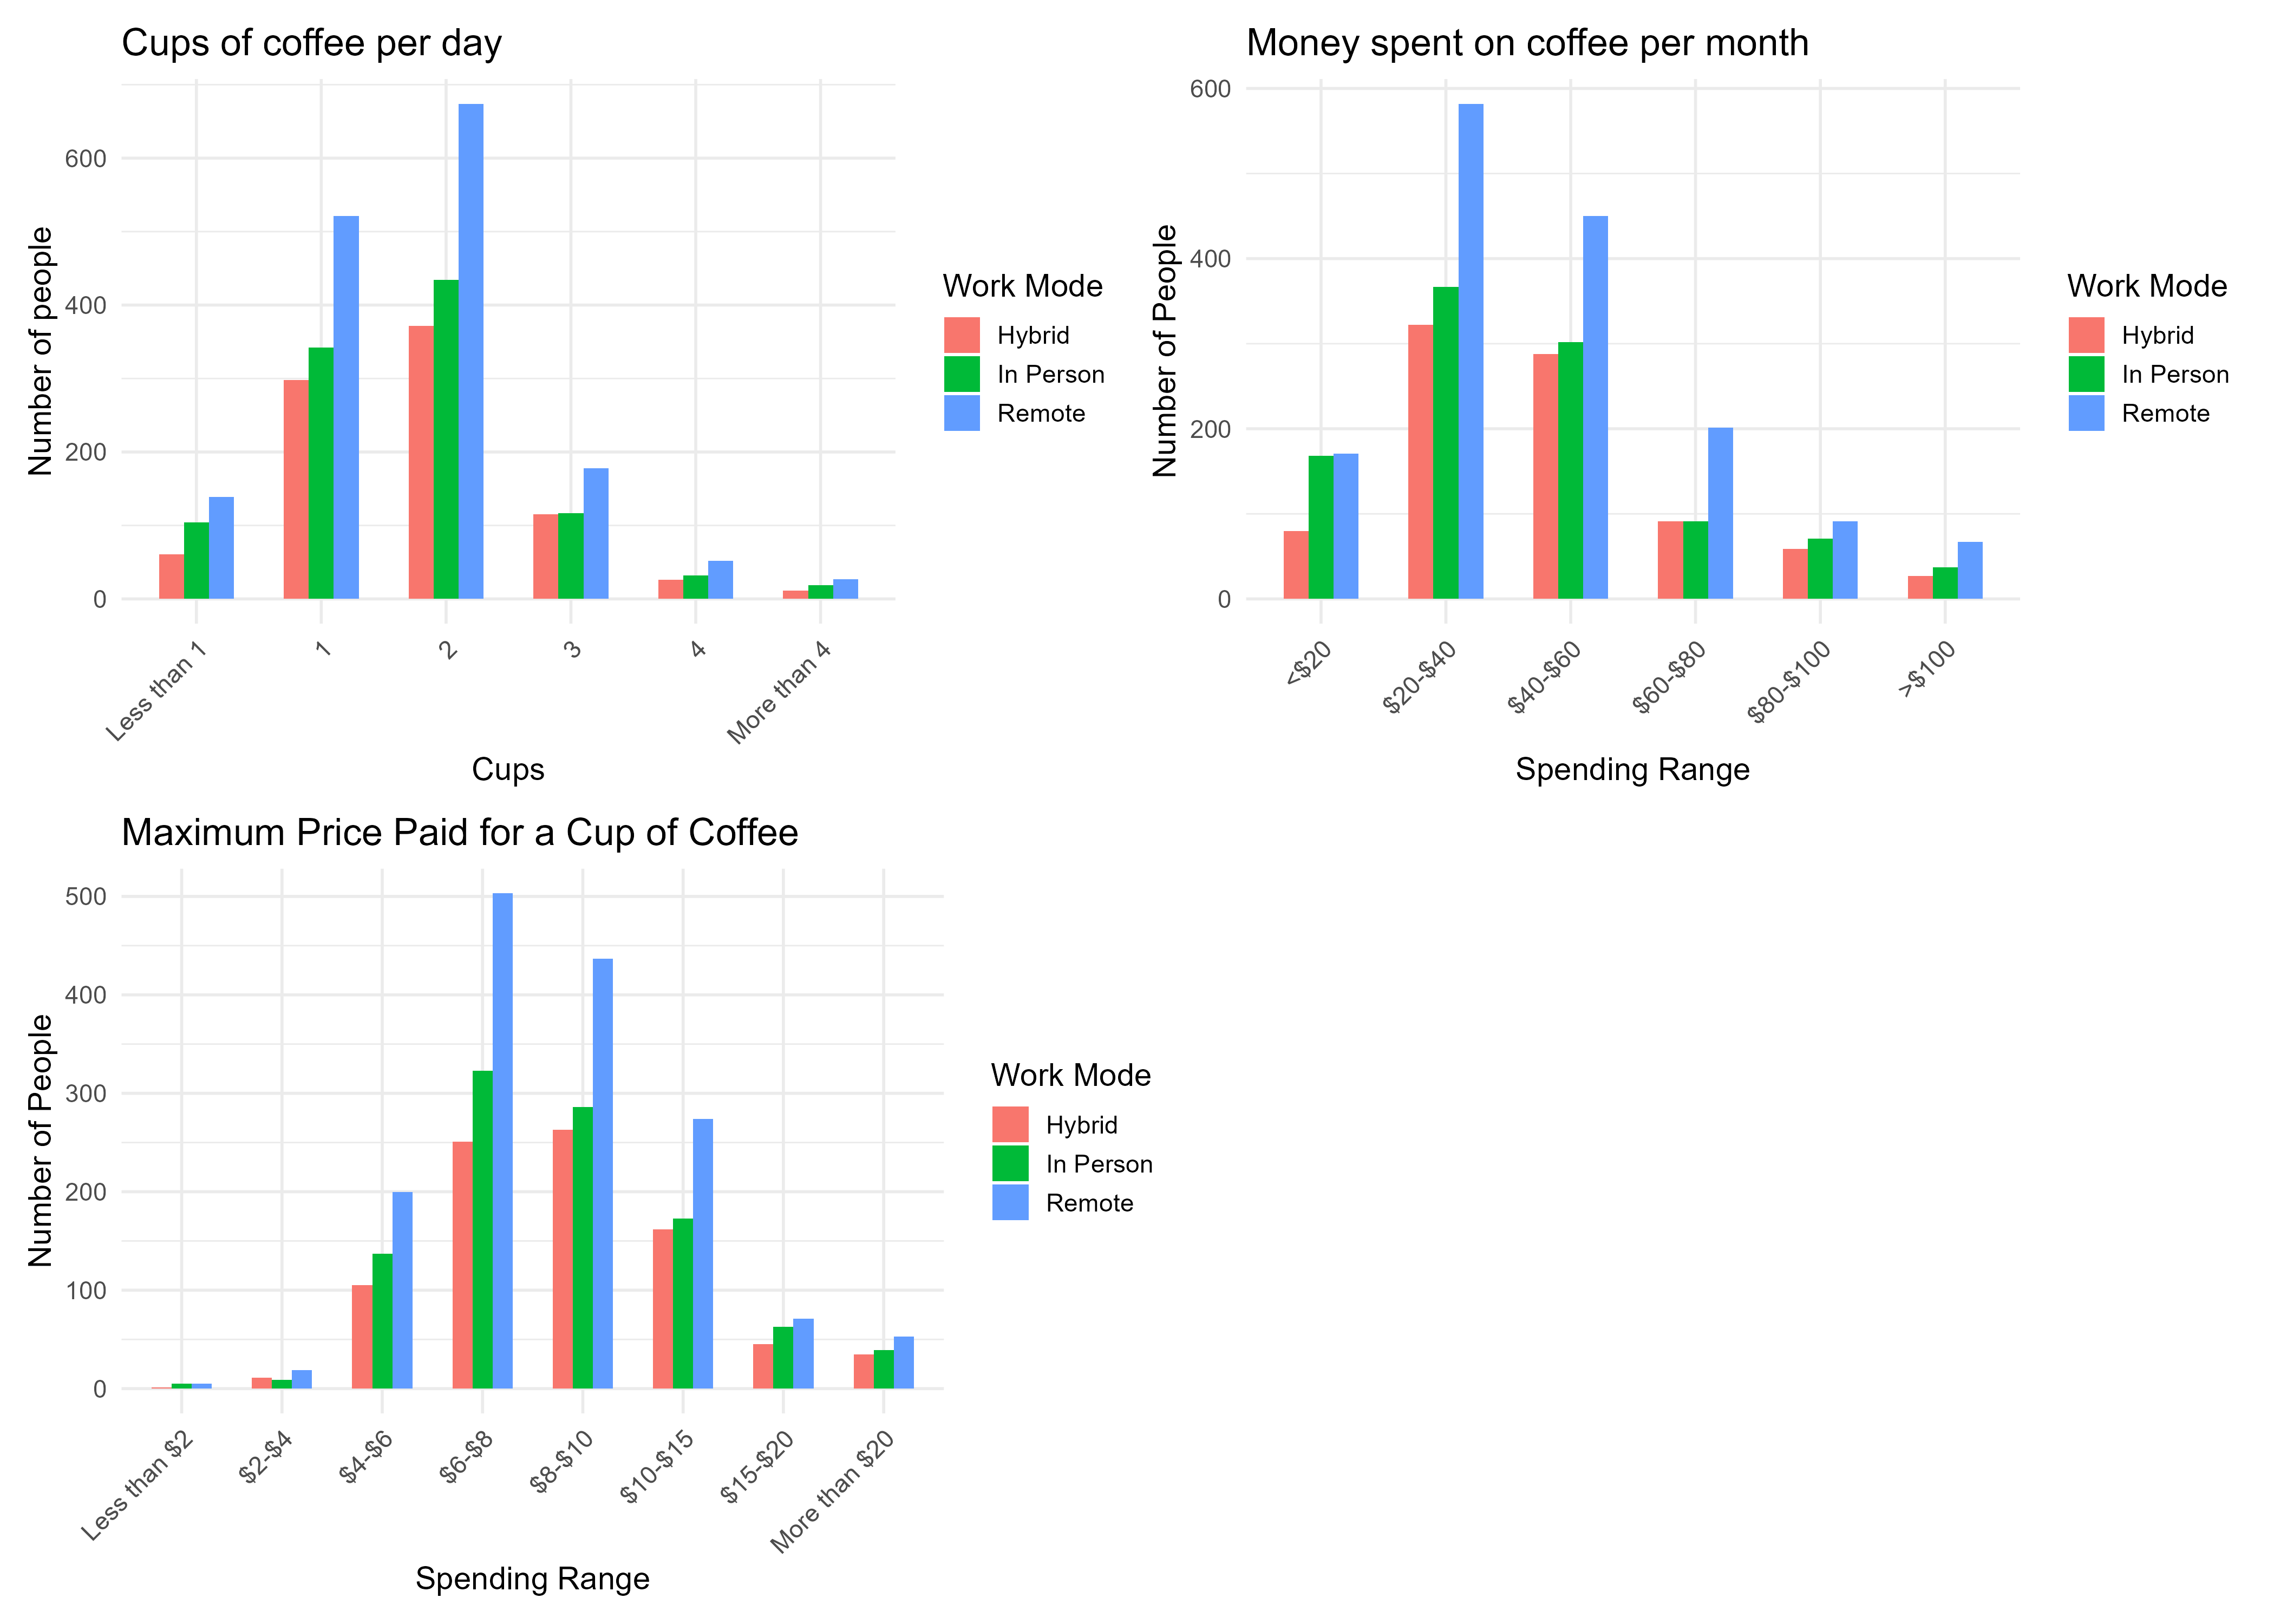 Cups of coffee per day
Number of people
600
400
200
0
Less than 1
1
2
3
4
More than 4
Cups
Work Mode
Hybrid
In Person
Remote
Money spent on coffee per month
Number of People
600
400
200
0
<$20
$20-$40
$40-$60
$60-$80
$80-$100
>$100
Spending Range
Work Mode
Hybrid
In Person
Remote
Maximum Price Paid for a Cup of Coffee
Number of People
500
400
300
200
100
0
Less than $2
$2-$4
$4-$6
$6-$8
$8-$10
$10-$15
$15-$20
More than $20
Spending Range
Work Mode
Hybrid
In Person
Remote